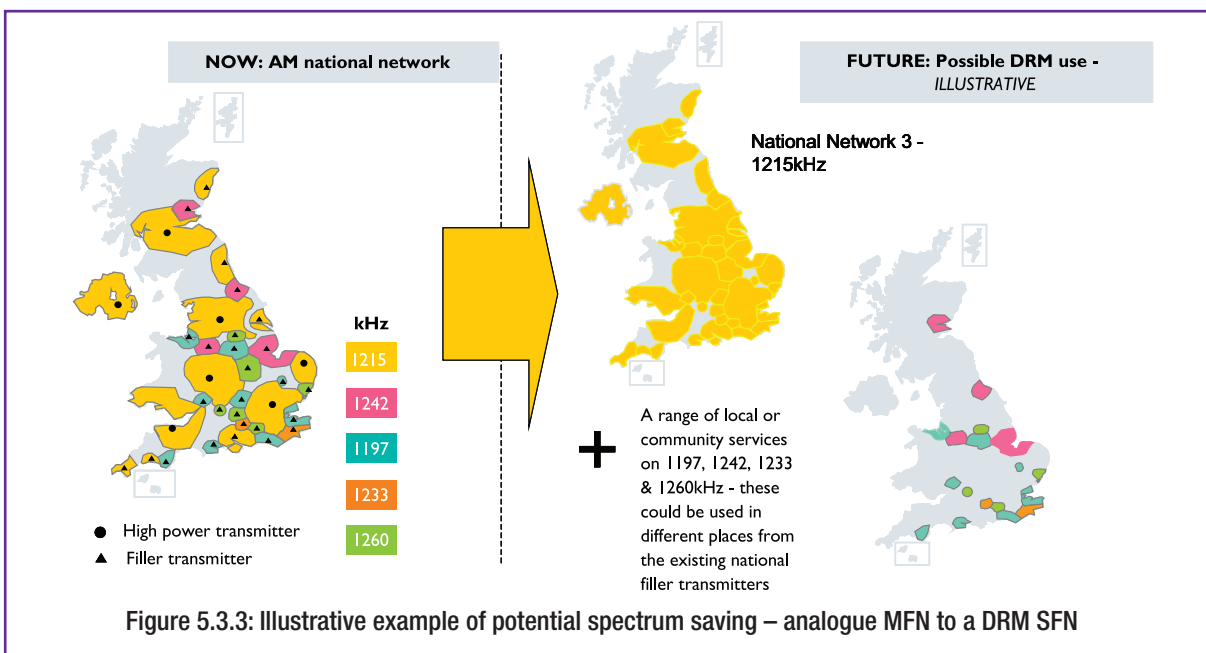 NOW: AM national network
FUTURE: Possible DRM use -
ILLUSTRATIVE
National Network 3 -
1215kHz
kHz
1215
1242
1197
1233
1260
High power transmitter
Filler transmitter
A range of local or
community services
on 1197, 1242, 1233
& 1260kHz - these
could be used in
different places from
the existing national
filler transmitters
Figure 5.3.3: Illustrative example of potential spectrum saving – analogue MFN to a DRM SFN